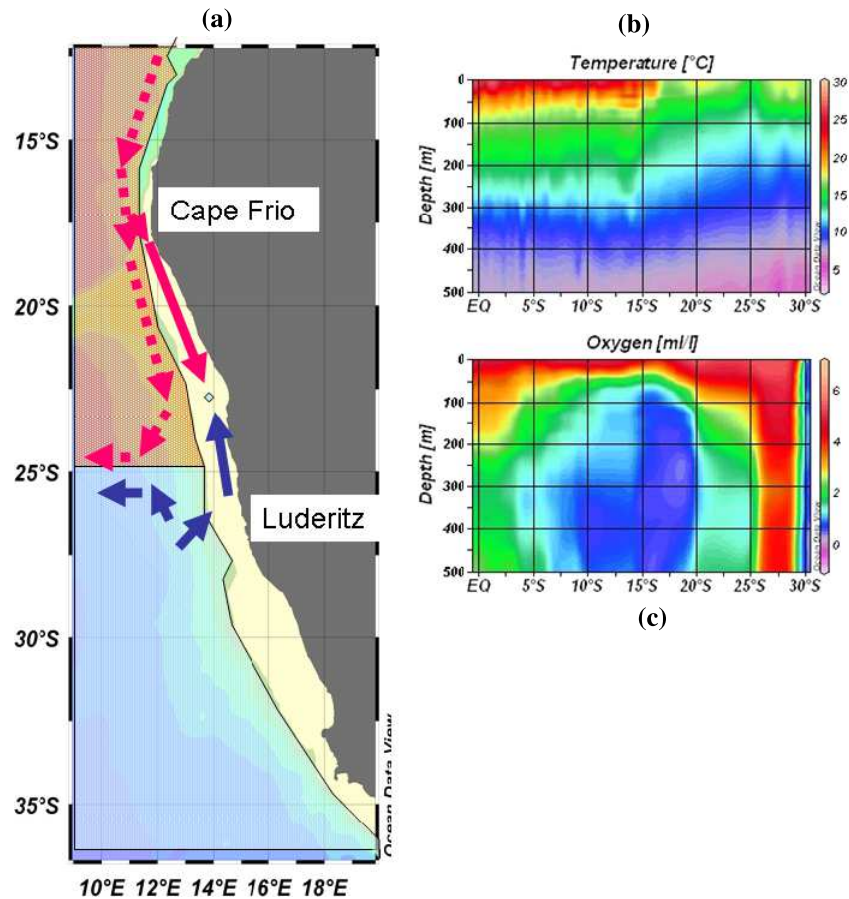 (a)
15°S
20°S
25°S
30°S
35°S
10°E 12°E 14°E 16°E 18°E
Cape Frio
Luderitz
Ocean Data View
(b)
Temperature [°C]
Depth [m]
0
100
200
300
400
500
EQ 5°S 10°S 15°S 20°S 25°S 30°S
30
25
20
15
10
5
Ocean Data View
Oxygen [ml/l]
Depth [m]
0
100
200
300
400
500
EQ 5°S 10°S 15°S 20°S 25°S 30°S
6
4
2
0
Ocean Data View
(c)